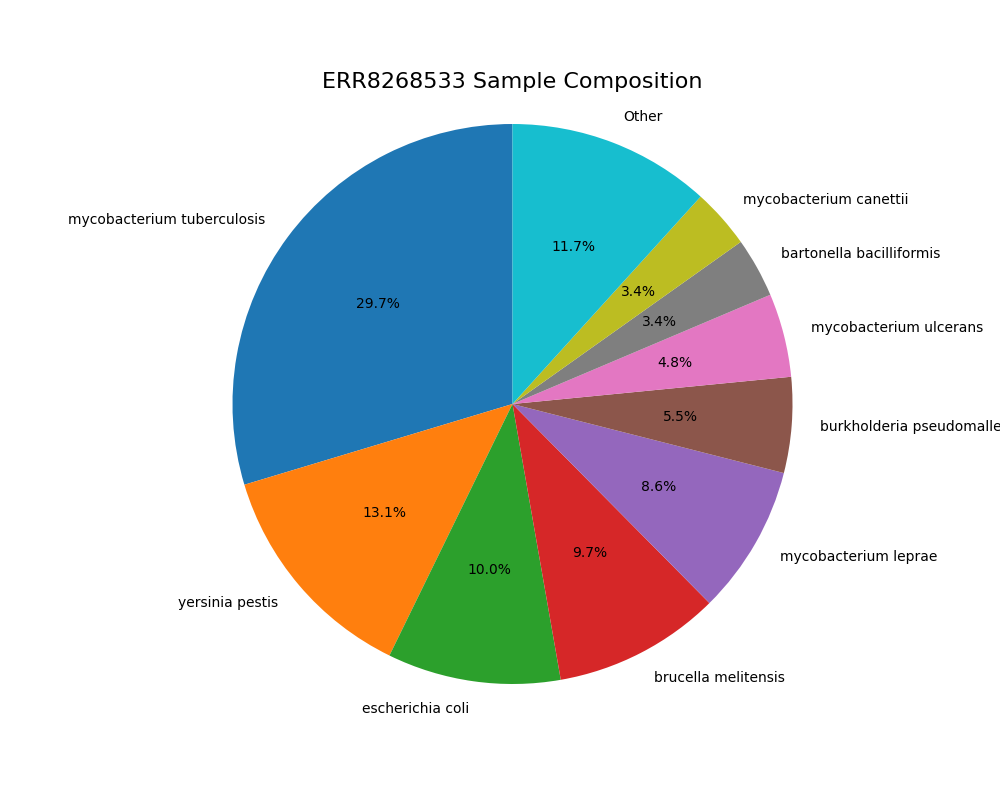 ERR8268533 Sample Composition
Other
mycobacterium canettii
mycobacterium tuberculosis
bartonella bacilliformis
11.7%
3.4%
29.7%
3.4%
mycobacterium ulcerans
4.8%
5.5%
burkholderia pseudomalle
8.6%
13.1%
9.7%
mycobacterium leprae
10.0%
yersinia pestis
brucella melitensis
escherichia coli